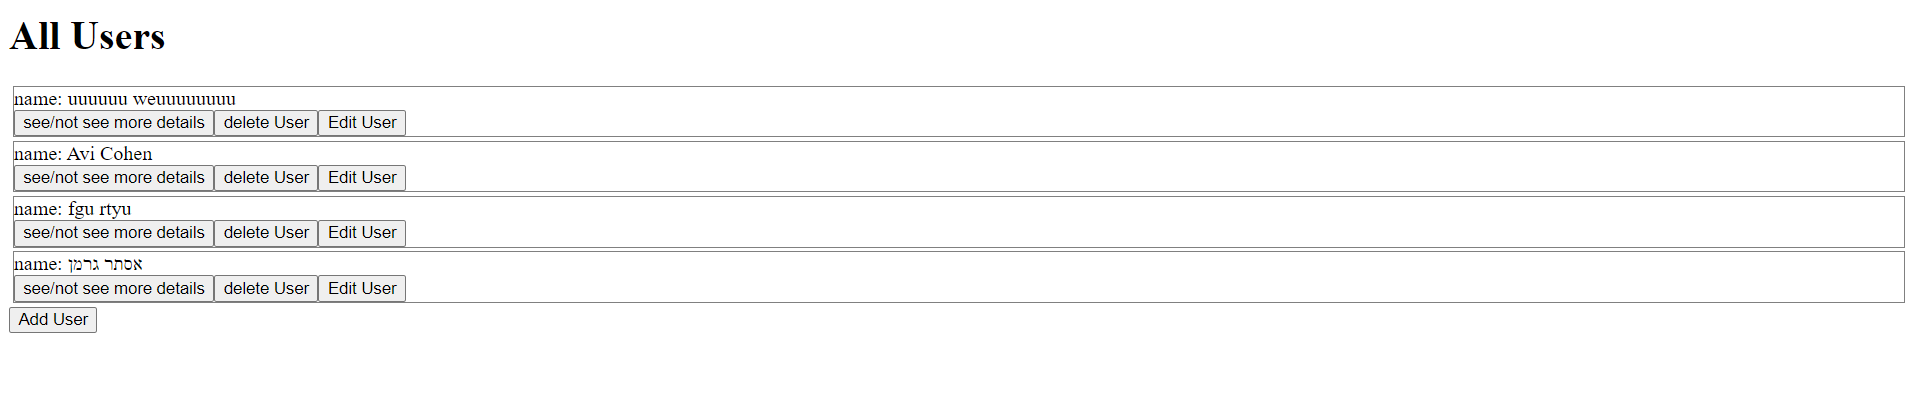 All Users
name: uuuuuu weuuuuuuuu
see/not see more details delete User Edit User
name: Avi Cohen
see/not see more details delete User Edit User
name: fgu rtyu
see/not see more details delete User Edit User
name: אסתר גרמן
see/not see more details delete User Edit User
Add User